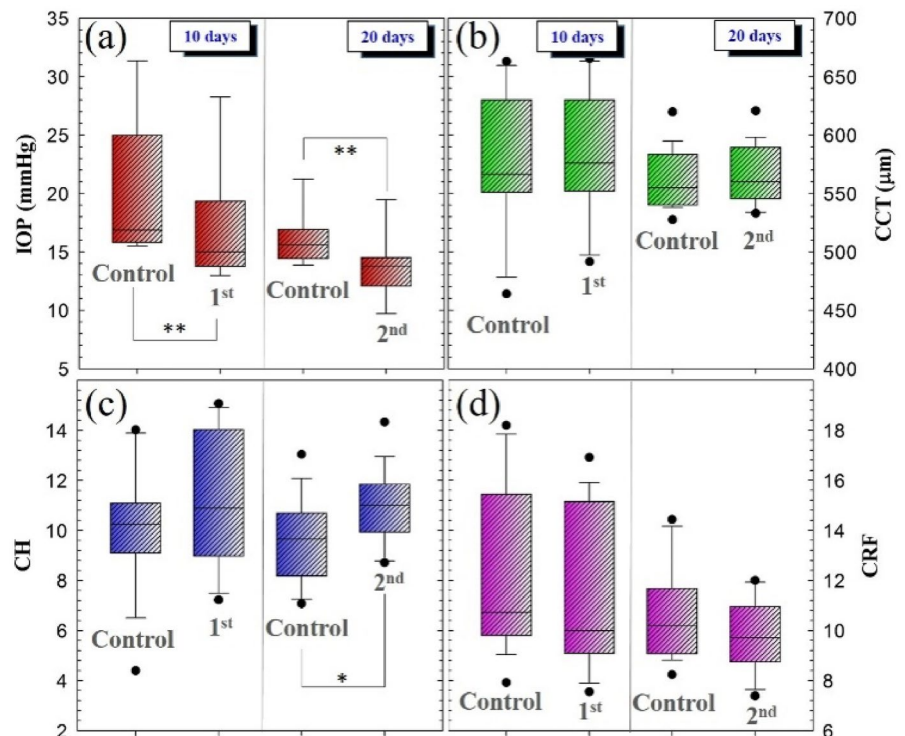 (a) 10 days 20 days
(b) 10 days 20 days
35 30 25 20 15 10 5
IOP (mmHg)
Control 1st Control 2nd
** **
700 650 600 550 500 450 400
CCT (μm)
Control 1st Control 2nd
(c)
14 12 10 8 6 4 2
CH
Control 1st Control 2nd
*
(d)
18 16 14 12 10 8 6
CRF
Control 1st Control 2nd